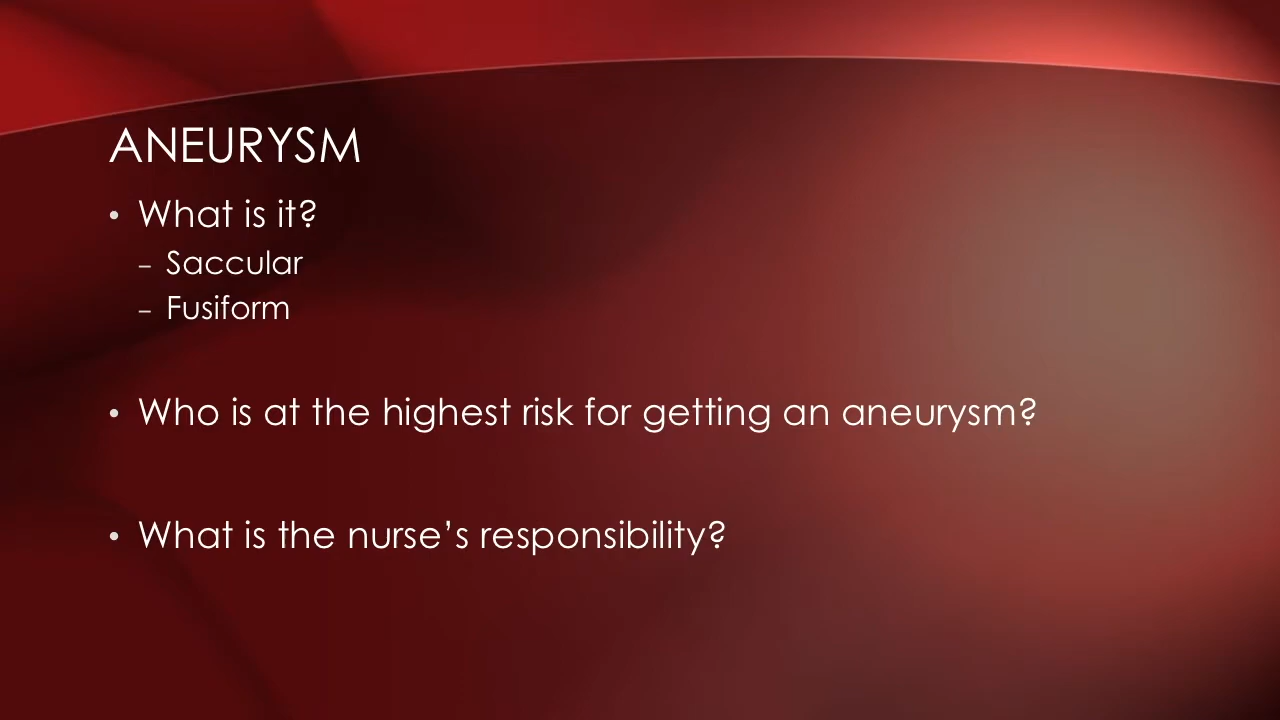 ANEURYSM
• What is it?
– Saccular
– Fusiform
• Who is at the highest risk for getting an aneurysm?
• What is the nurse’s responsibility?